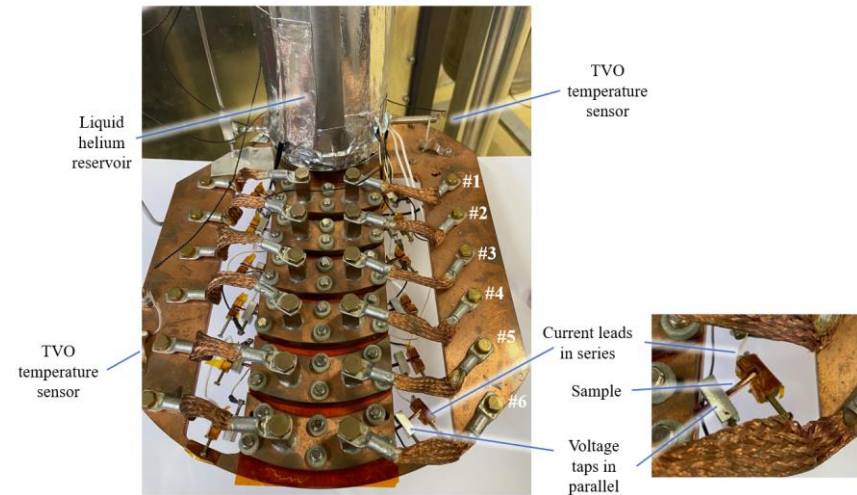 TVO
temperature
sensor
Liquid
helium
reservoir
#1
#2
#3
#4
#5
#6
TVO
temperature
sensor
Current leads
in series
Sample
Voltage
taps in
parallel